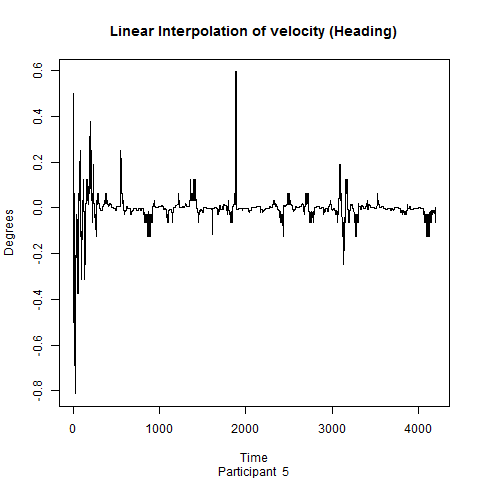 Linear Interpolation of velocity (Heading)
Degrees
0.6
0.4
0.2
0.0
-0.2
-0.4
-0.6
-0.8
0 1000 2000 3000 4000
Time
Participant 5